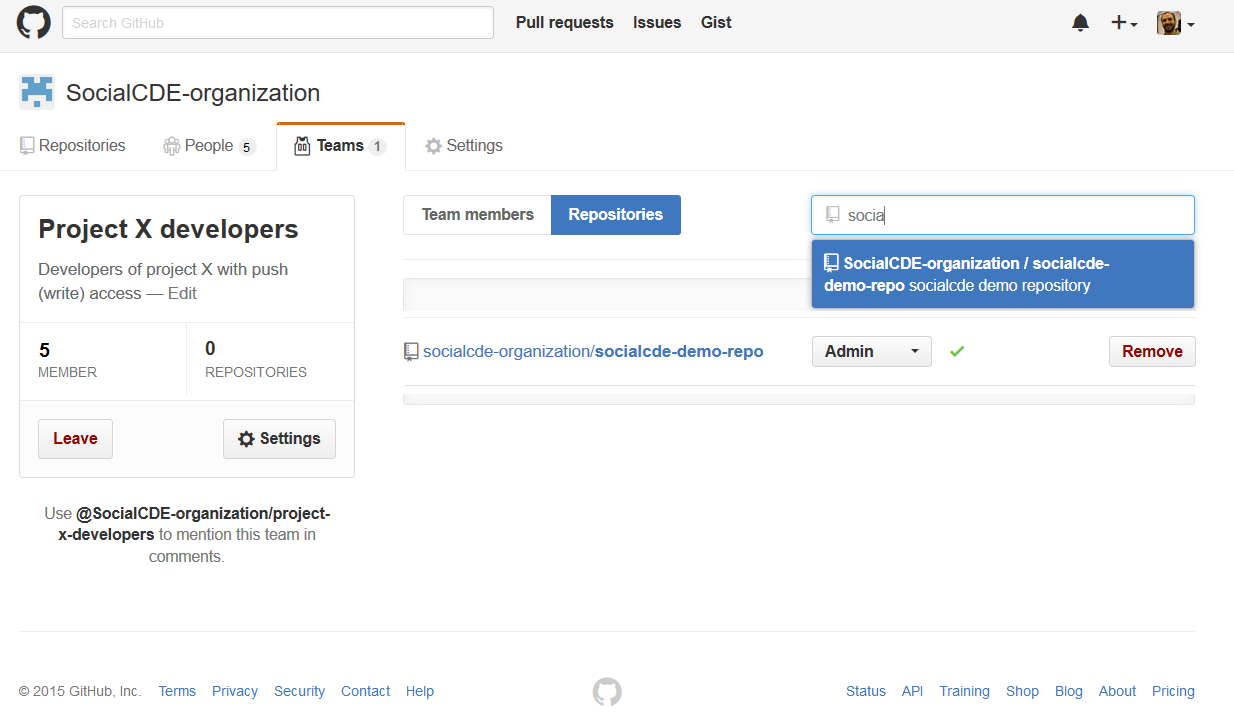 Search GitHub
Pull requests Issues Gist
SocialCDE-organization
Repositories People 5 Teams 1 Settings
Project X developers
Developers of project X with push
(write) access — Edit
5
MEMBER
0
REPOSITORIES
Leave
Settings
Use @SocialCDE-organization/project-
x-developers to mention this team in
comments.
Team members Repositories
socia
SocialCDE-organization / socialcde-
demo-repo socialcde demo repository
socialcde-organization/socialcde-demo-repo Admin Remove
© 2015 GitHub, Inc. Terms Privacy Security Contact Help Status API Training Shop Blog About Pricing